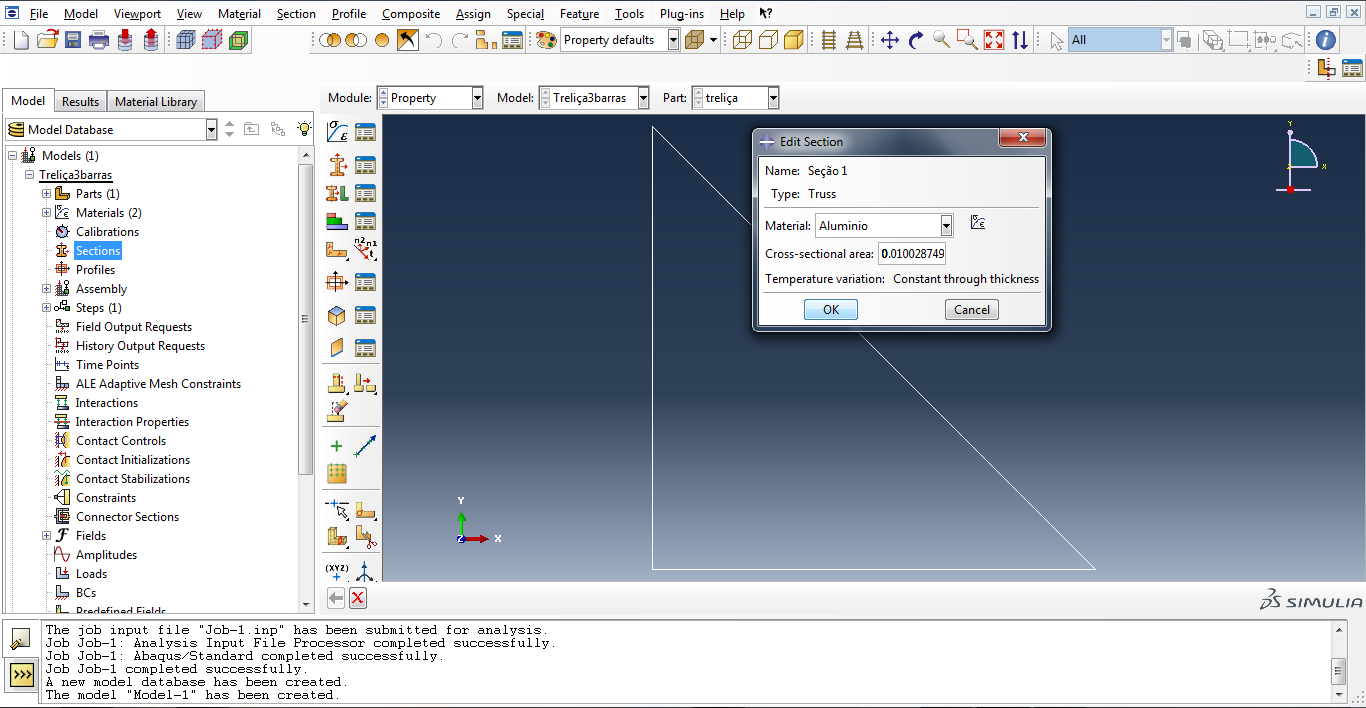 File Model Viewport View Material Section Profile Composite Assign Special Feature Tools Plug-ins Help
Property defaults All
Model Results Material Library
Module: Property Model: Treliça3barras Part: treliça
Model Database
Models (1)
Treliça3barras
Parts (1)
Materials (2)
Calibrations
Sections
Profiles
Assembly
Steps (1)
Field Output Requests
History Output Requests
Time Points
ALE Adaptive Mesh Constraints
Interactions
Interaction Properties
Contact Controls
Contact Initializations
Contact Stabilizations
Constraints
Connector Sections
Fields
Amplitudes
Loads
BCs
Predefined Fields
n2 n1
t
(XYZ)
Edit Section
Name: Seção 1
Type: Truss
Material: Aluminio
Cross-sectional area: 0.010028749
Temperature variation: Constant through thickness
OK Cancel
Y
X
Z
Y
X
Z
SIMULIA
The job input file "Job-1.inp" has been submitted for analysis.
Job Job-1: Analysis Input File Processor completed successfully.
Job Job-1: Abaqus/Standard completed successfully.
Job Job-1 completed successfully.
A new model database has been created.
The model "Model-1" has been created.